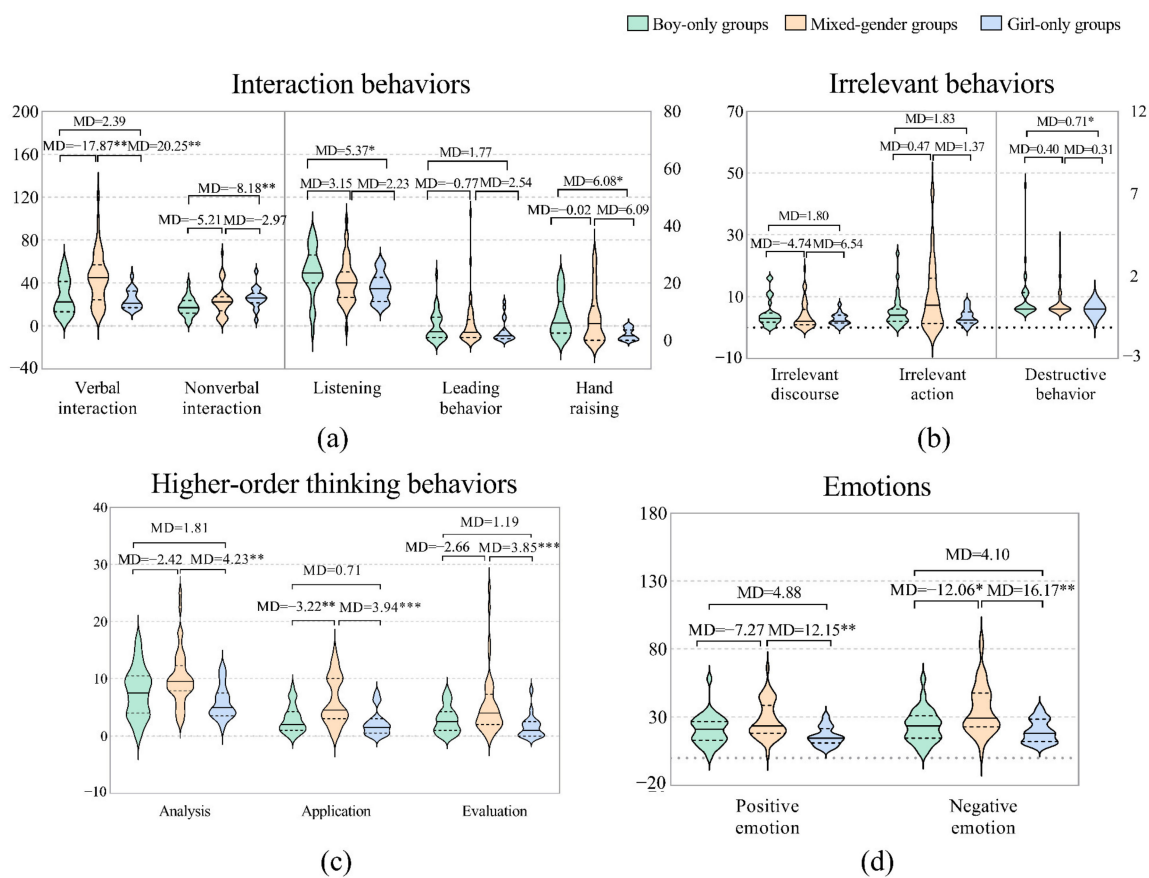 Boy-only groups Mixed-gender groups Girl-only groups
Interaction behaviors
200
160
120
80
40
0
−40
80
60
40
20
0
MD=2.39
MD=−17.87** MD=20.25**
MD=−8.18**
MD=−5.21 MD=−2.97
MD=5.37*
MD=3.15 MD=2.23
MD=1.77
MD=−0.77 MD=2.54
MD=6.08*
MD=−0.02 MD=6.09
Verbal
interaction
Nonverbal
interaction
Listening
Leading
behavior
Hand
raising
(a)
Irrelevant behaviors
70
50
30
10
−10
12
7
2
−3
MD=1.80
MD=−4.74 MD=6.54
MD=1.83
MD=0.47 MD=1.37
MD=0.71*
MD=0.40 MD=0.31
Irrelevant
discourse
Irrelevant
action
Destructive
behavior
(b)
Higher-order thinking behaviors
40
30
20
10
0
−10
MD=1.81
MD=−2.42 MD=4.23**
MD=0.71
MD=−3.22** MD=3.94***
MD=1.19
MD=−2.66 MD=3.85***
Analysis
Application
Evaluation
(c)
Emotions
180
130
80
30
−20
MD=4.88
MD=−7.27 MD=12.15**
MD=4.10
MD=−12.06* MD=16.17**
Positive
emotion
Negative
emotion
(d)